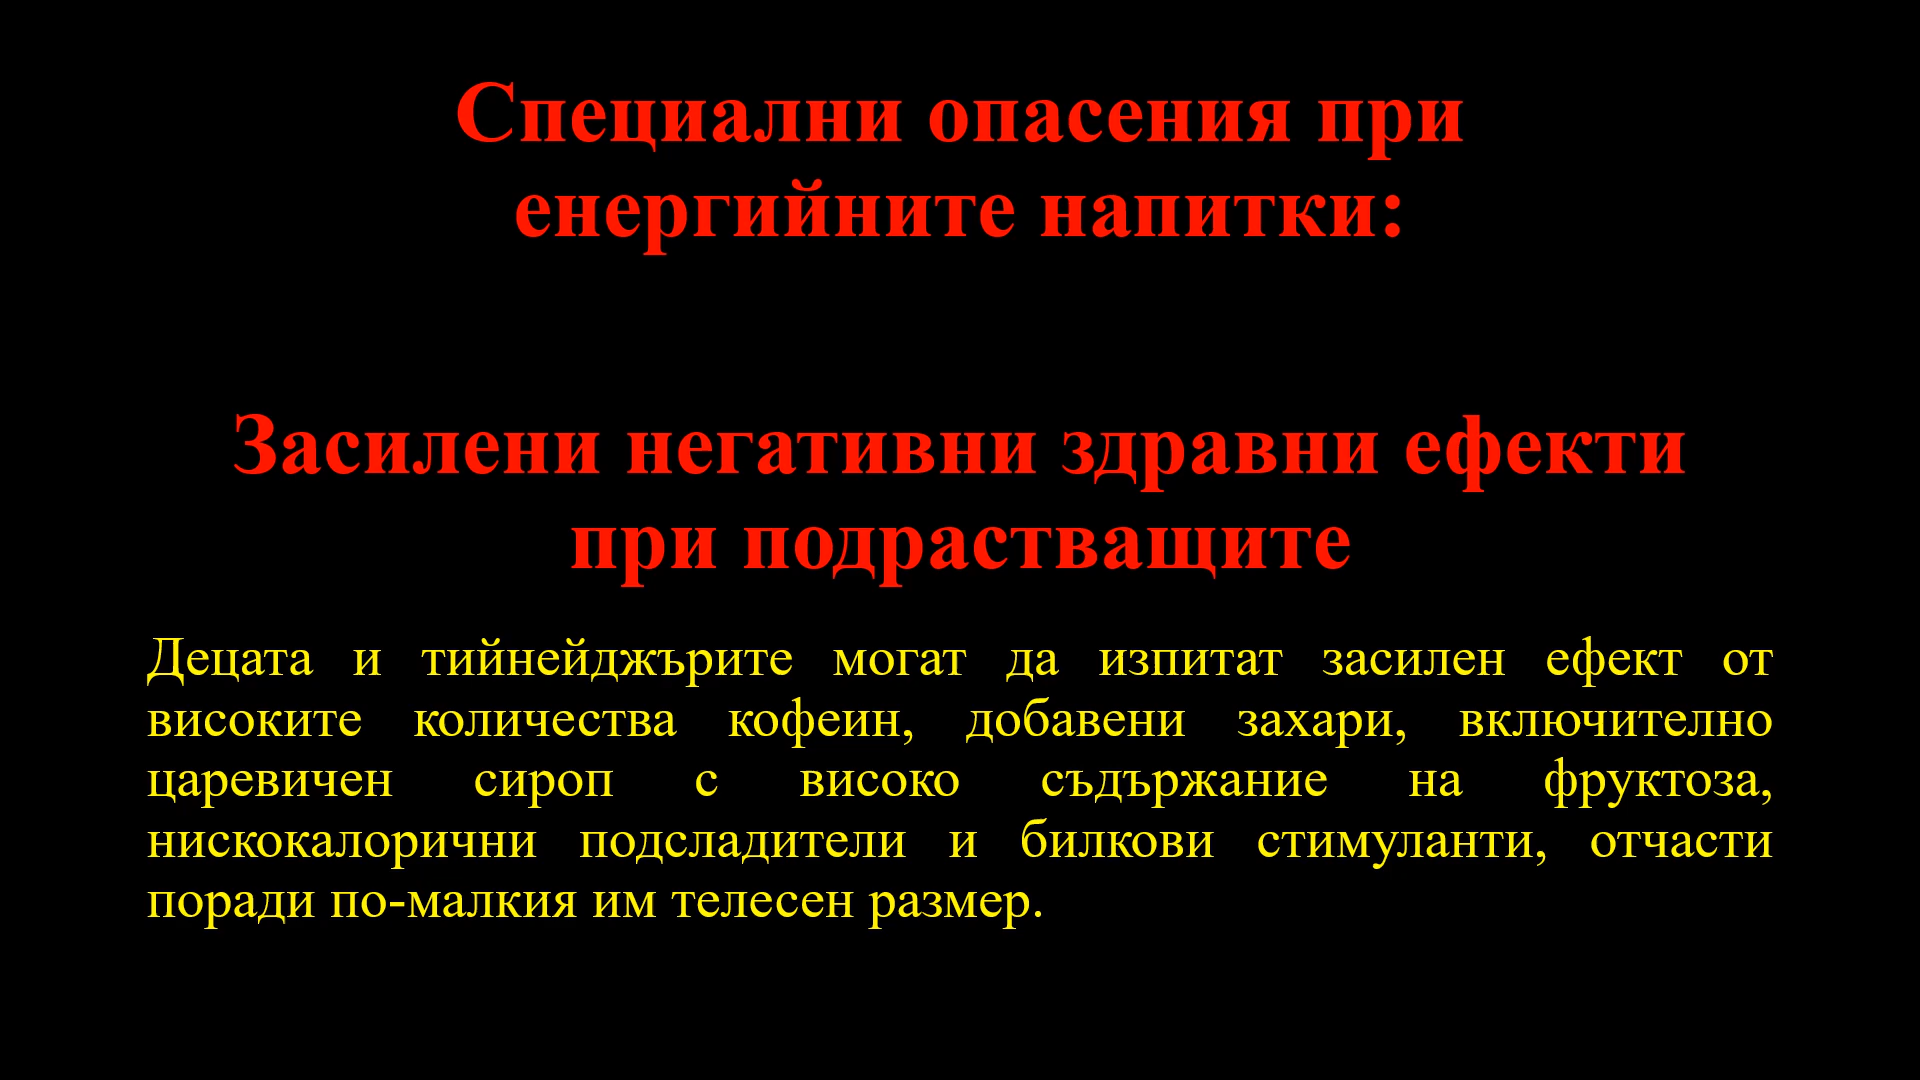 Специални опасения при
енергийните напитки:
Засилени негативни здравни ефекти
при подрастващите
Децата и тийнейджърите могат да изпитат засилен ефект от
високите количества кофеин, добавени захари, включително
царевичен сироп с високо съдържание на фруктоза,
нискокалорични подсладители и билкови стимуланти, отчасти
поради по-малкия им телесен размер.